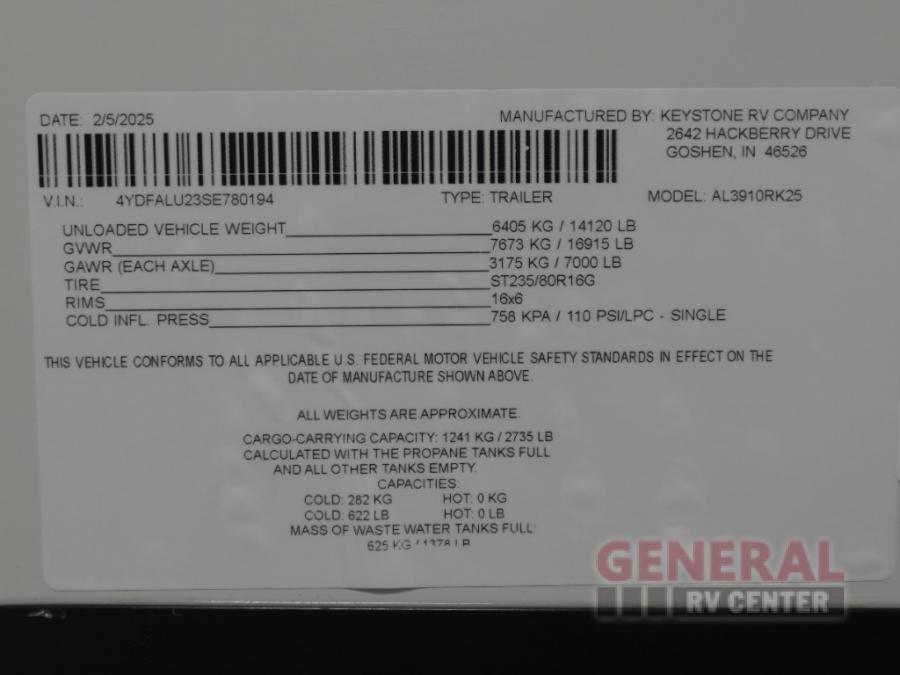 DATE: 2/5/2025 MANUFACTURED BY: KEYSTONE RV COMPANY
2642 HACKBERRY DRIVE
GOSHEN, IN 46526
V.I.N.: 4YDFALU23SE780194 TYPE: TRAILER MODEL: AL3910RK25
UNLOADED VEHICLE WEIGHT 6405 KG / 14120 LB
GVWR 7673 KG / 16915 LB
GAWR (EACH AXLE) 3175 KG / 7000 LB
TIRE ST235/80R16G
RIMS 16x6
COLD INFL. PRESS 758 KPA / 110 PSI/LPC - SINGLE
THIS VEHICLE CONFORMS TO ALL APPLICABLE U.S. FEDERAL MOTOR VEHICLE SAFETY STANDARDS IN EFFECT ON THE
DATE OF MANUFACTURE SHOWN ABOVE.
ALL WEIGHTS ARE APPROXIMATE.
CARGO-CARRYING CAPACITY: 1241 KG / 2735 LB
CALCULATED WITH THE PROPANE TANKS FULL
AND ALL OTHER TANKS EMPTY.
CAPACITIES:
COLD: 282 KG HOT: 0 KG
COLD: 622 LB HOT: 0 LB
MASS OF WASTE WATER TANKS FULL
625 KG / 1378 LB
GENERAL
RV CENTER